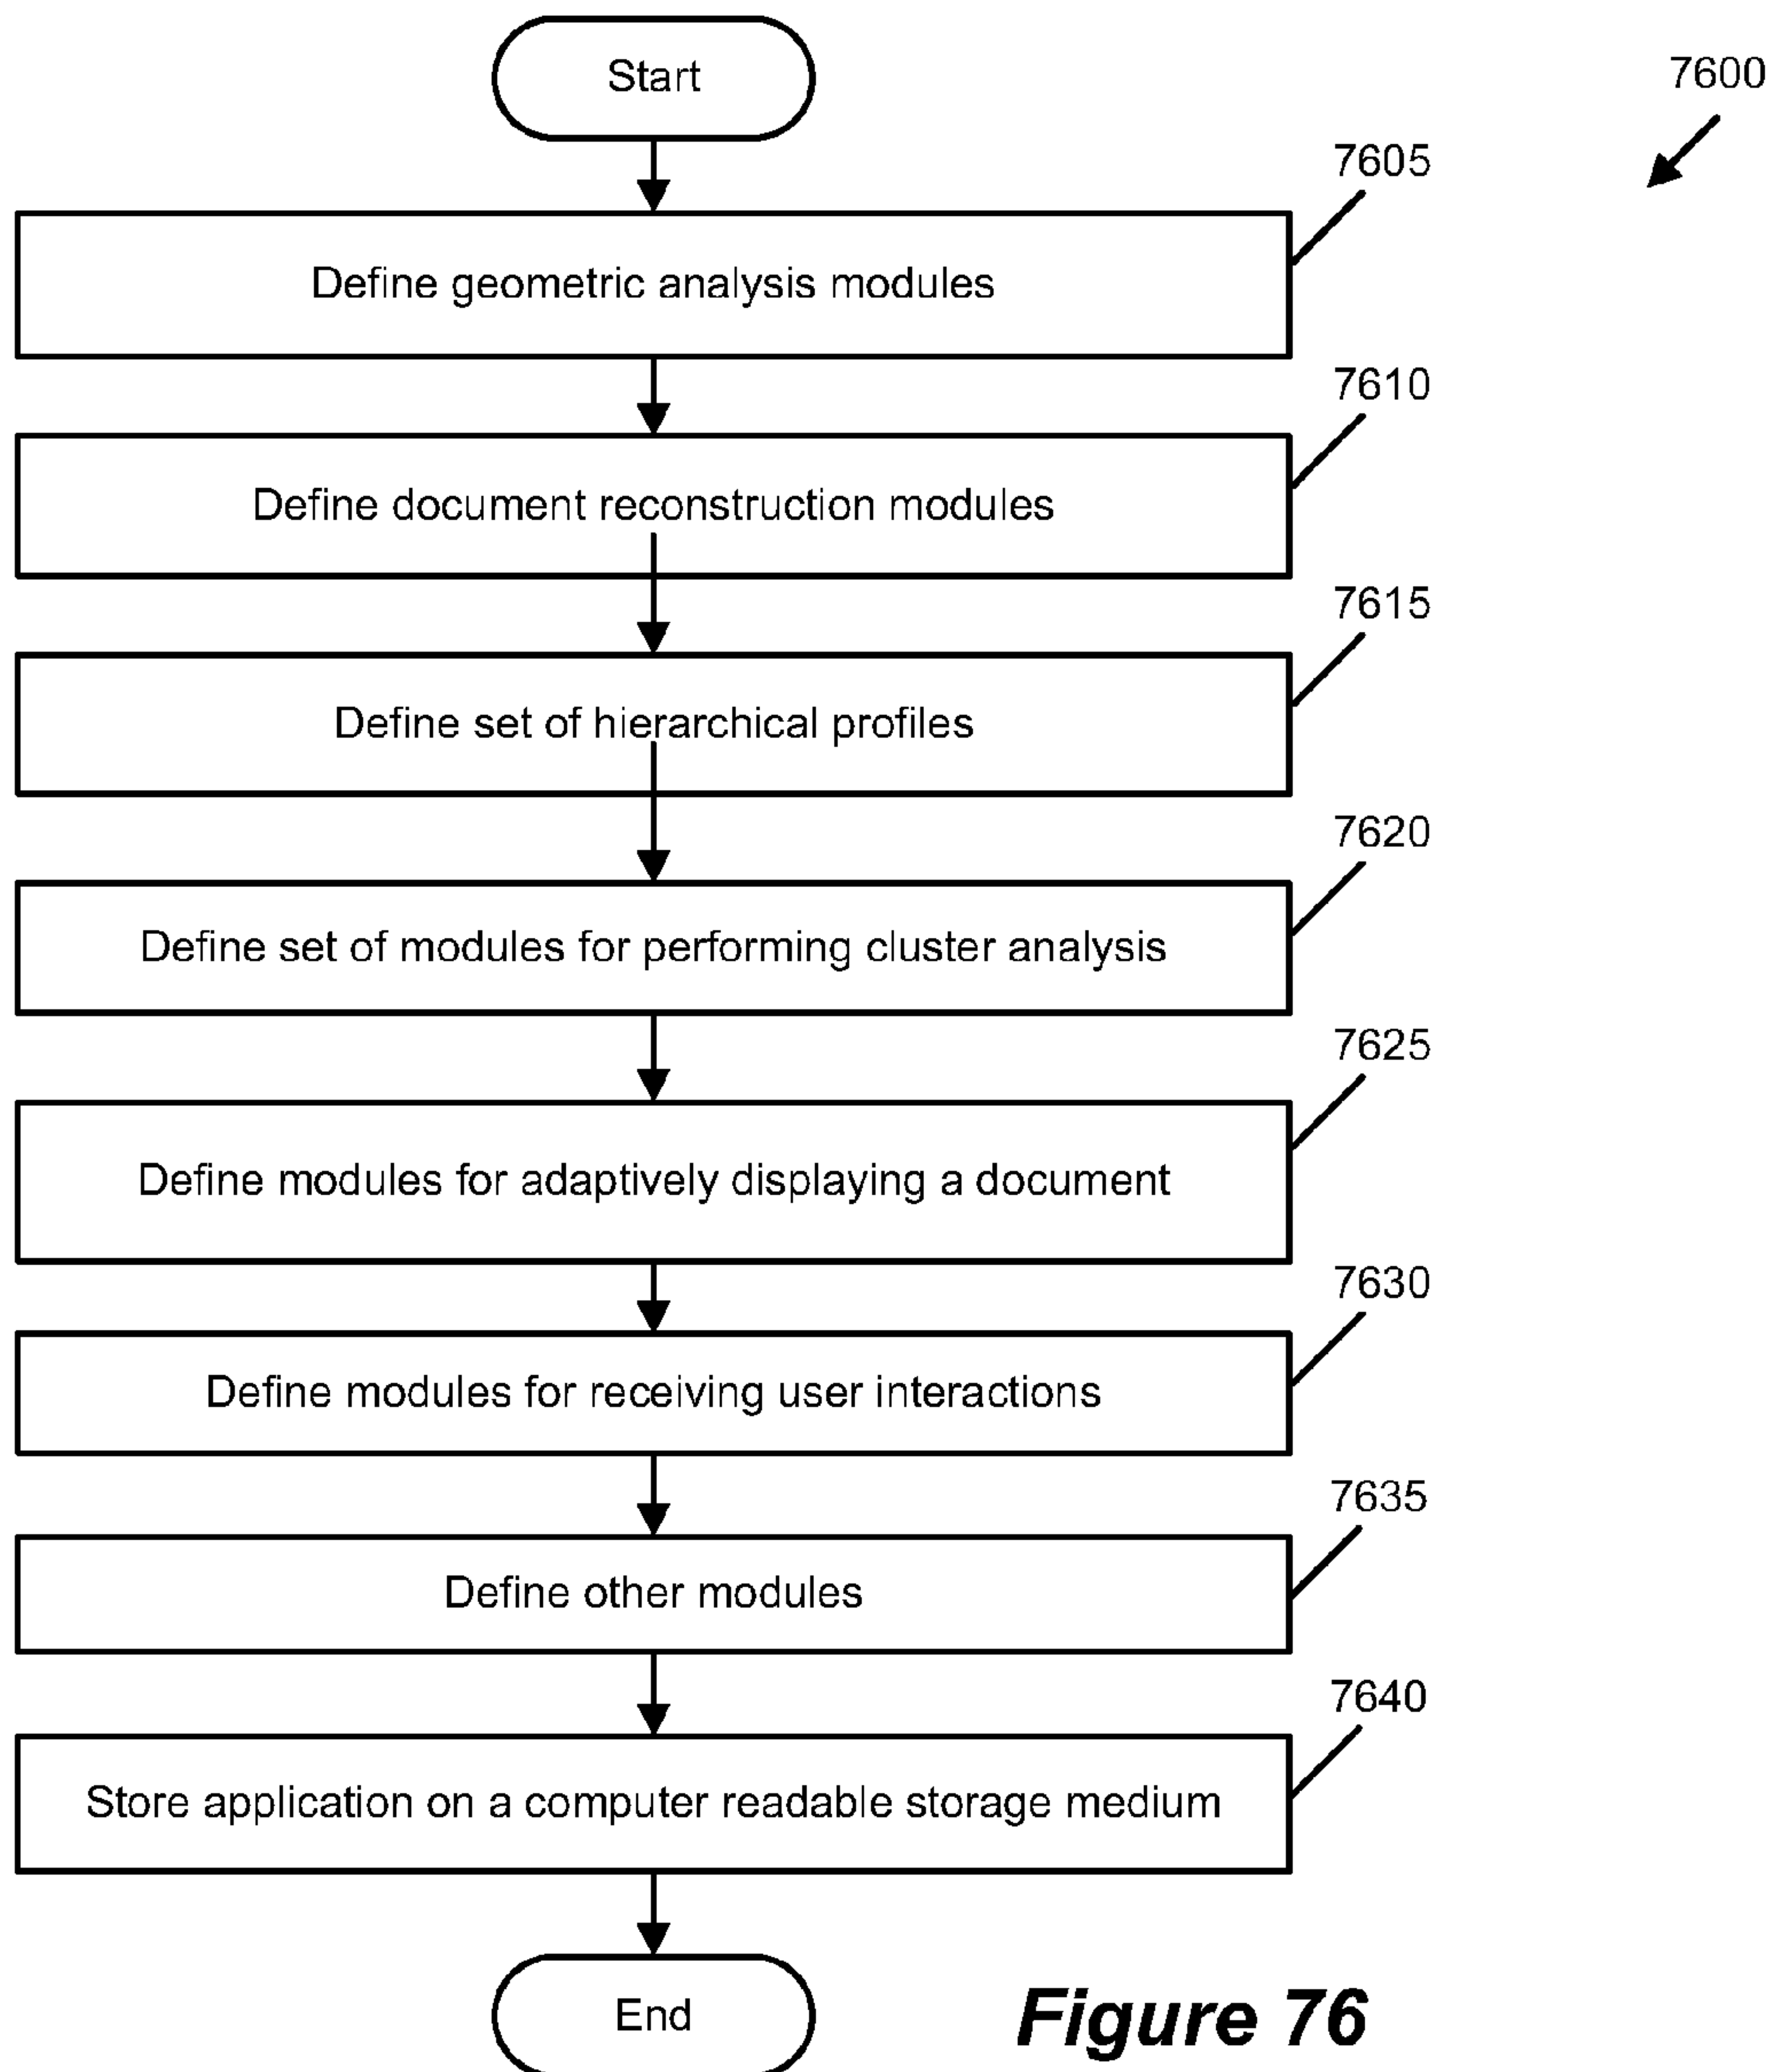 Start
7600
7605
Define geometric analysis modules
7610
Define document reconstruction modules
7615
Define set of hierarchical profiles
7620
Define set of modules for performing cluster analysis
7625
Define modules for adaptively displaying a document
7630
Define modules for receiving user interactions
7635
Define other modules
7640
Store application on a computer readable storage medium
End
Figure 76